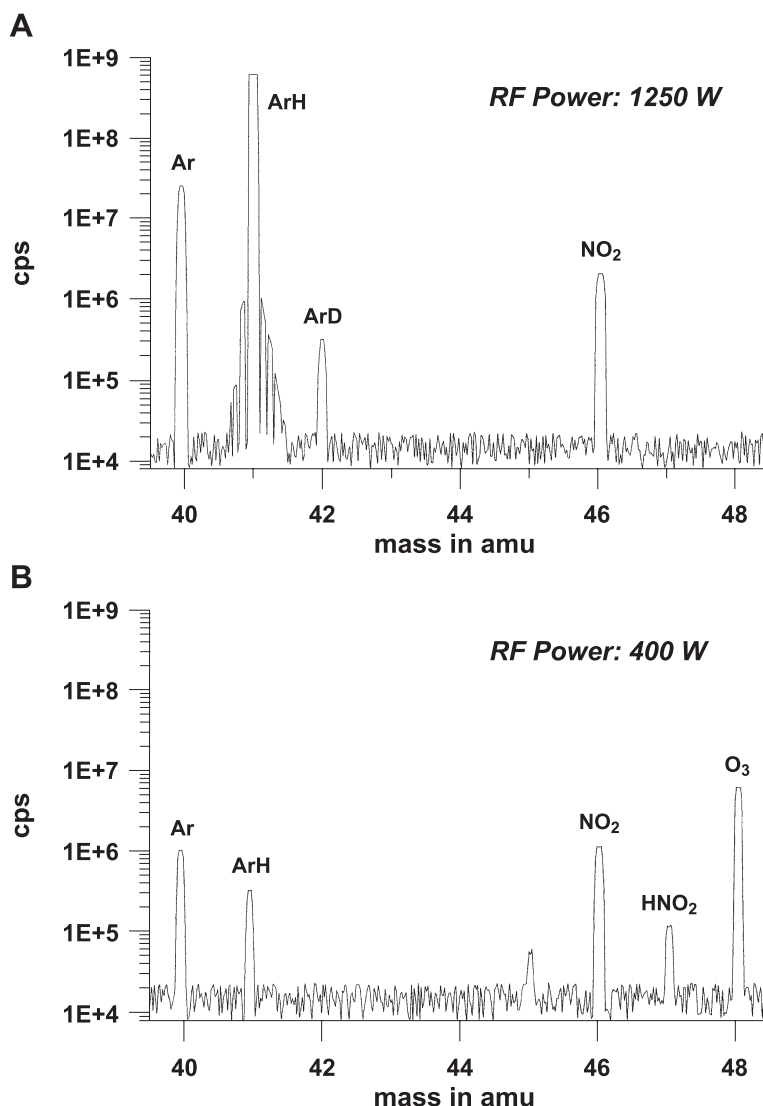 A
1E+9
RF Power: 1250 W
ArH
1E+8
Ar
1E+7
cps
NO₂
1E+6
ArD
1E+5
1E+4
40 42 44 46 48
mass in amu
B
1E+9
RF Power: 400 W
1E+8
O₃
1E+7
cps
Ar
NO₂
1E+6
ArH
HNO₂
1E+5
1E+4
40 42 44 46 48
mass in amu